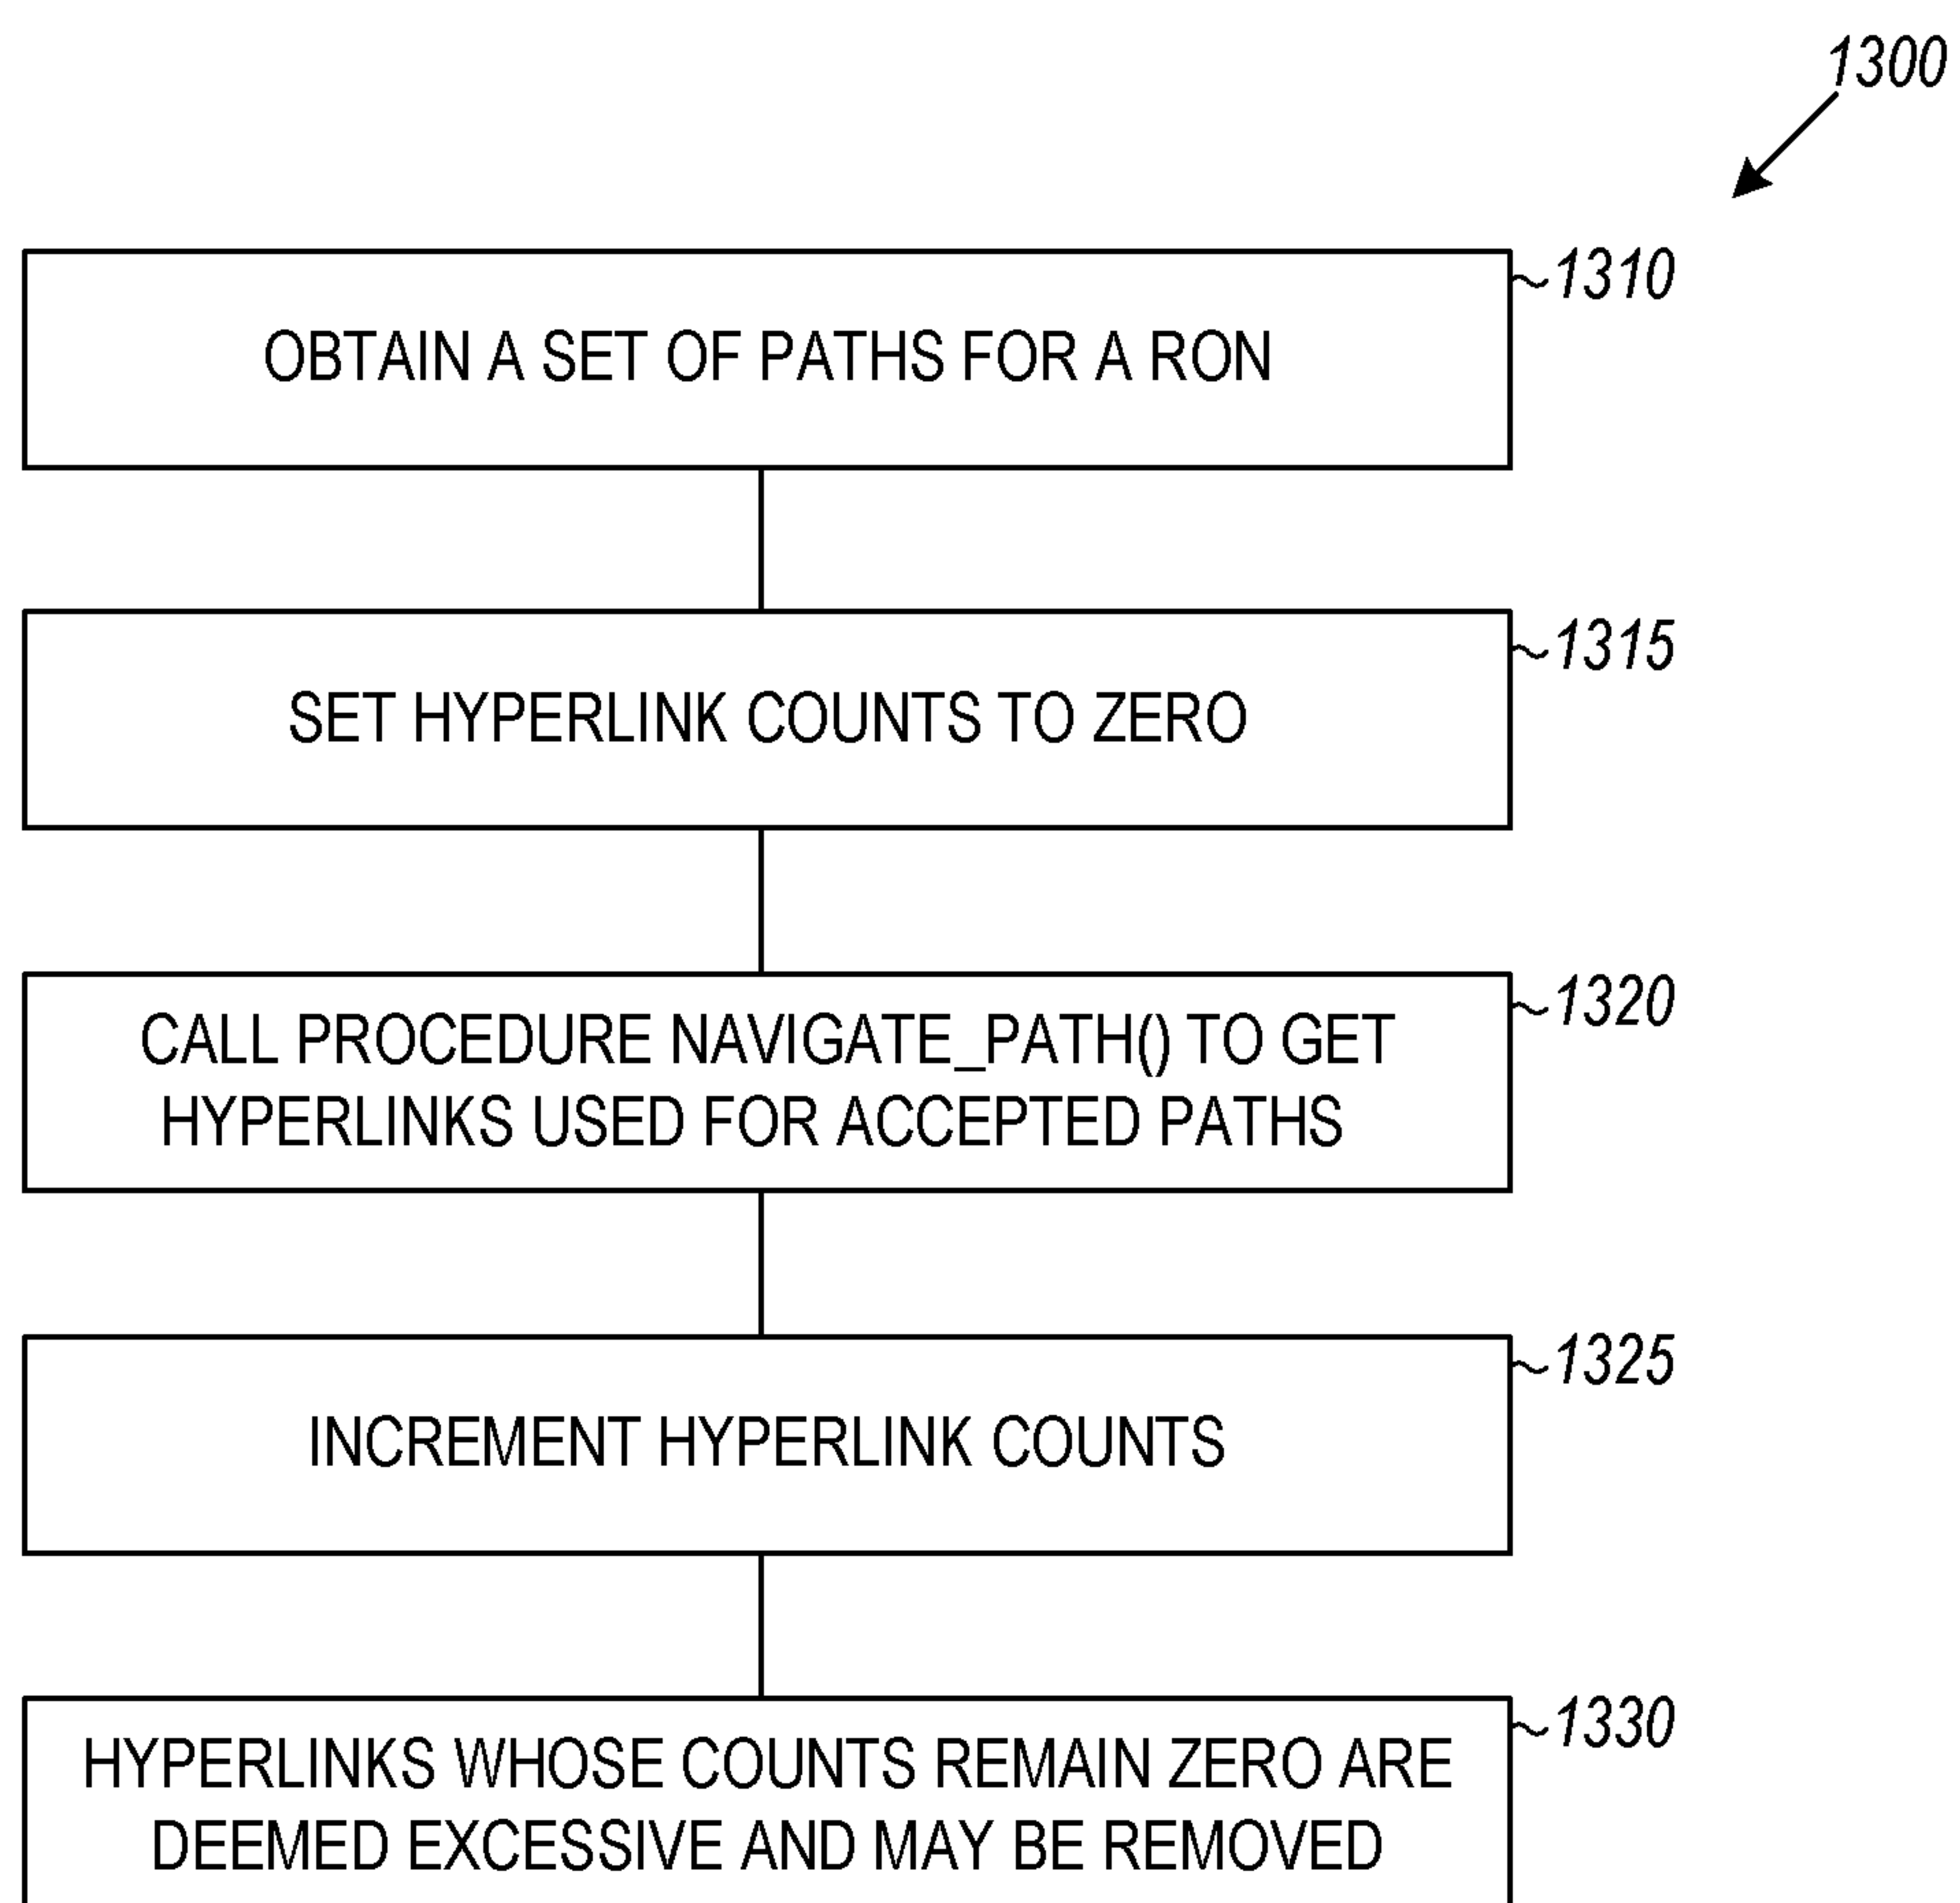 1300
1310
OBTAIN A SET OF PATHS FOR A RON
1315
SET HYPERLINK COUNTS TO ZERO
1320
CALL PROCEDURE NAVIGATE_PATH() TO GET
HYPERLINKS USED FOR ACCEPTED PATHS
1325
INCREMENT HYPERLINK COUNTS
1330
HYPERLINKS WHOSE COUNTS REMAIN ZERO ARE
DEEMED EXCESSIVE AND MAY BE REMOVED